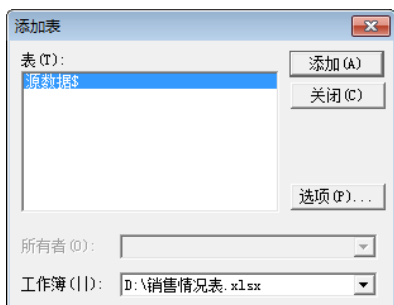 添加表
表(T):
添加(A)
源数据$
关闭(C)
选项(P)...
所有者(O):
工作簿(||):
D:\销售情况表.xlsx